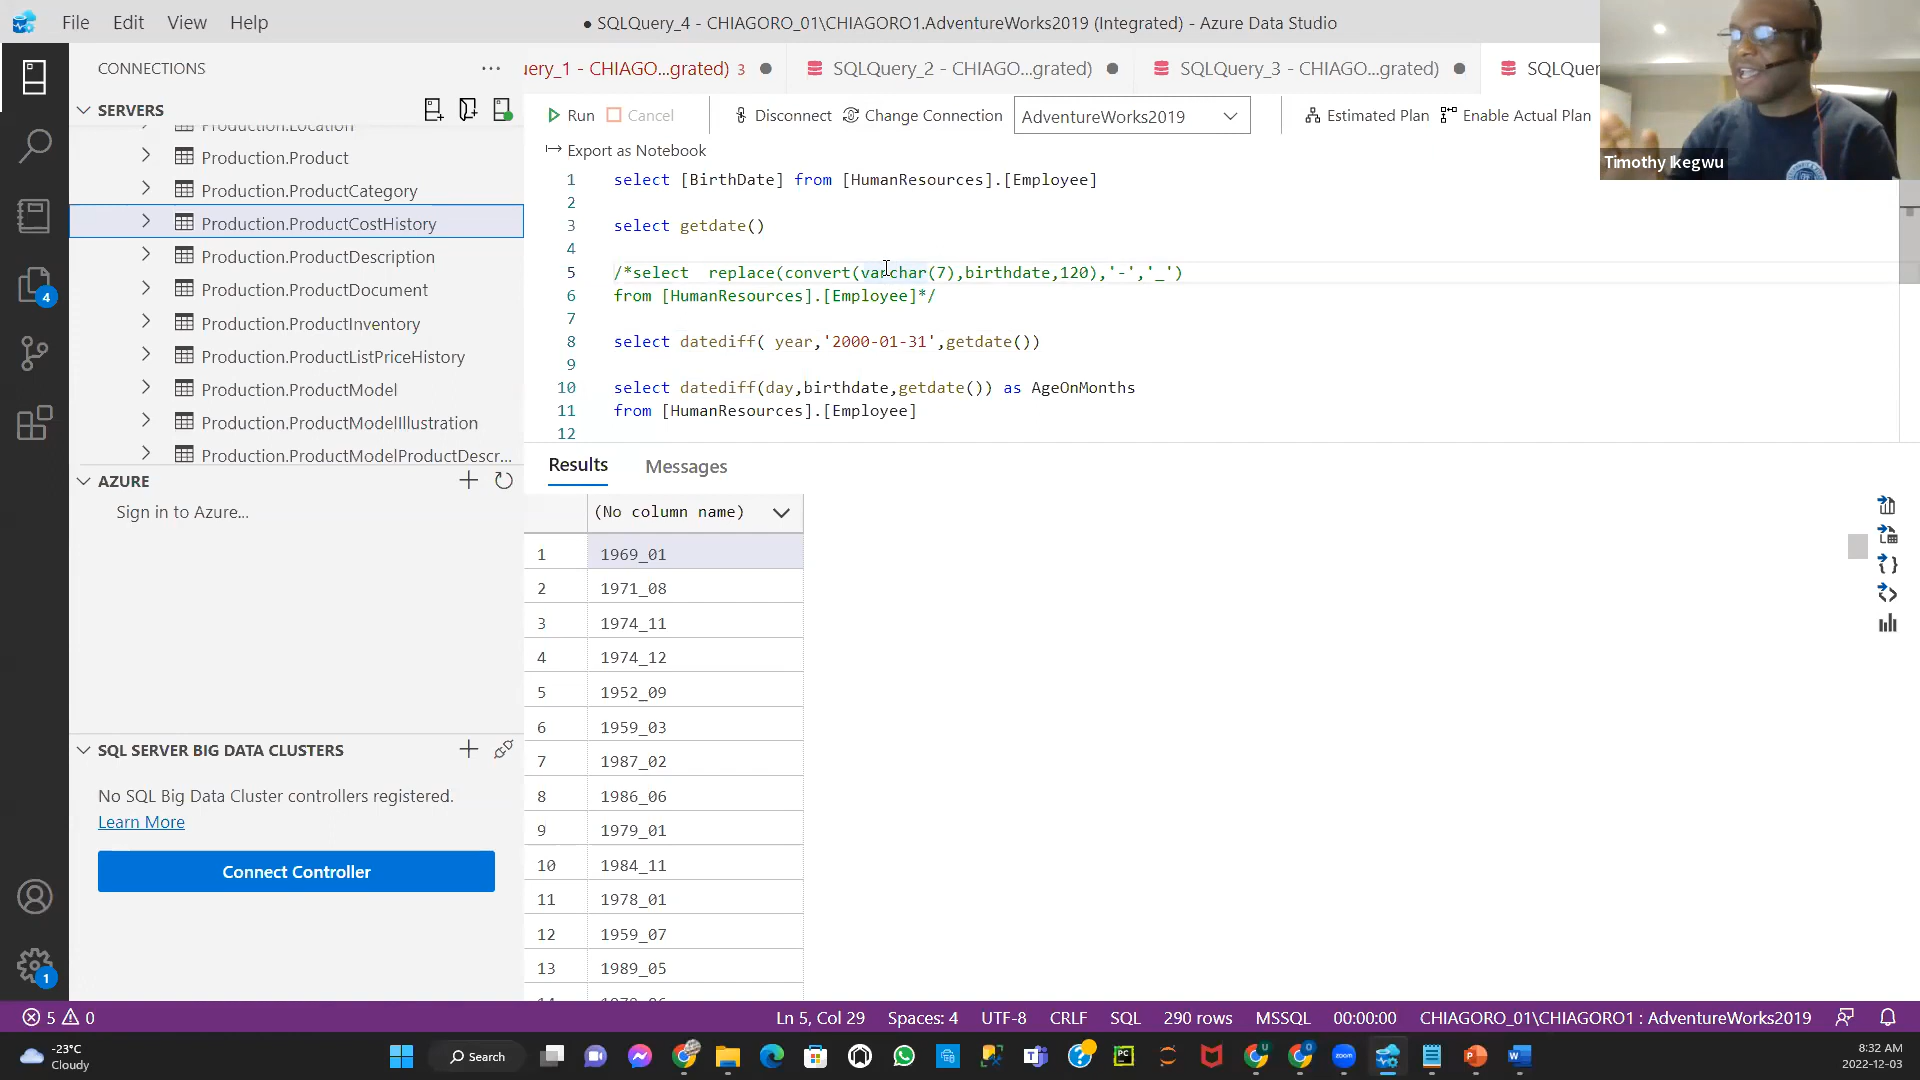 File Edit View Help
● SQLQuery_4 - CHIAGORO_01\CHIAGORO1.AdventureWorks2019 (Integrated) - Azure Data Studio
CONNECTIONS
uery_1 - CHIAGO...grated) 3
SQLQuery_2 - CHIAGO...grated)
SQLQuery_3 - CHIAGO...grated)
SQLQuer
SERVERS
Run Cancel Disconnect Change Connection AdventureWorks2019 Estimated Plan Enable Actual Plan
Export as Notebook
Timothy Ikegwu
Production.Location
Production.Product
Production.ProductCategory
Production.ProductCostHistory
Production.ProductDescription
Production.ProductDocument
Production.ProductInventory
Production.ProductListPriceHistory
Production.ProductModel
Production.ProductModelIllustration
Production.ProductModelProductDescr...
1 select [BirthDate] from [HumanResources].[Employee]
2
3 select getdate()
4
5 /*select  replace(convert(varchar(7),birthdate,120),'-','_')
6 from [HumanResources].[Employee]*/
7
8 select datediff( year,'2000-01-31',getdate())
9
10 select datediff(day,birthdate,getdate()) as AgeOnMonths
11 from [HumanResources].[Employee]
12
AZURE
Sign in to Azure...
SQL SERVER BIG DATA CLUSTERS
No SQL Big Data Cluster controllers registered.
Learn More
Connect Controller
4
1
Results Messages
(No column name)
1 1969_01
2 1971_08
3 1974_11
4 1974_12
5 1952_09
6 1959_03
7 1987_02
8 1986_06
9 1979_01
10 1984_11
11 1978_01
12 1959_07
13 1989_05
5 0 Ln 5, Col 29 Spaces: 4 UTF-8 CRLF SQL 290 rows MSSQL 00:00:00 CHIAGORO_01\CHIAGORO1 : AdventureWorks2019
-23°C
Cloudy
Search
zoom
8:32 AM
2022-12-03